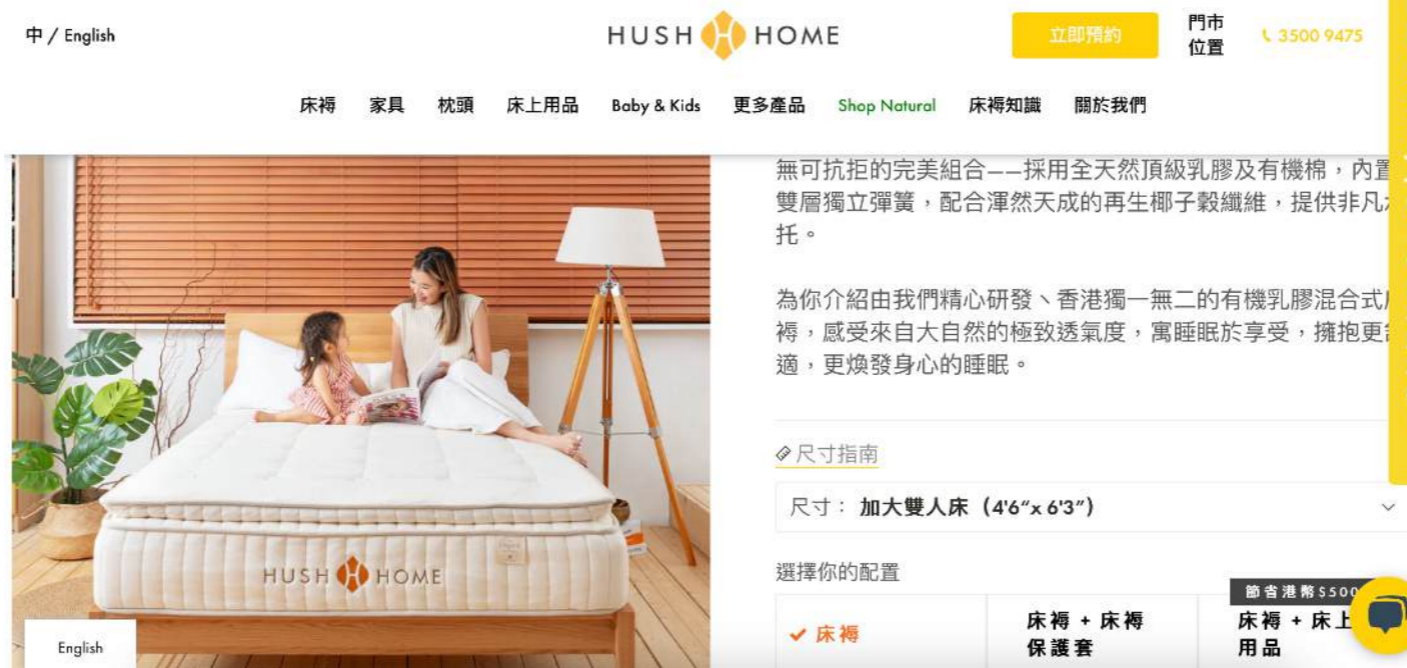 中 / English
HUSH HOME
立即預約
門市
位置
3500 9475
床褥 家具 枕頭 床上用品 Baby & Kids 更多產品 Shop Natural 床褥知識 關於我們
無可抗拒的完美組合——採用全天然頂級乳膠及有機棉，內置
雙層獨立彈簧，配合渾然天成的再生椰子穀纖維，提供非凡
托。
為你介紹由我們精心研發、香港獨一無二的有機乳膠混合式
褥，感受來自大自然的極致透氣度，寓睡眠於享受，擁抱更
適，更煥發身心的睡眠。
尺寸指南
尺寸： 加大雙人床（4'6"x 6'3"）
選擇你的配置
節省港幣$500
床褥
床褥 + 床褥
保護套
床褥 + 床上
用品
HUSH HOME
English